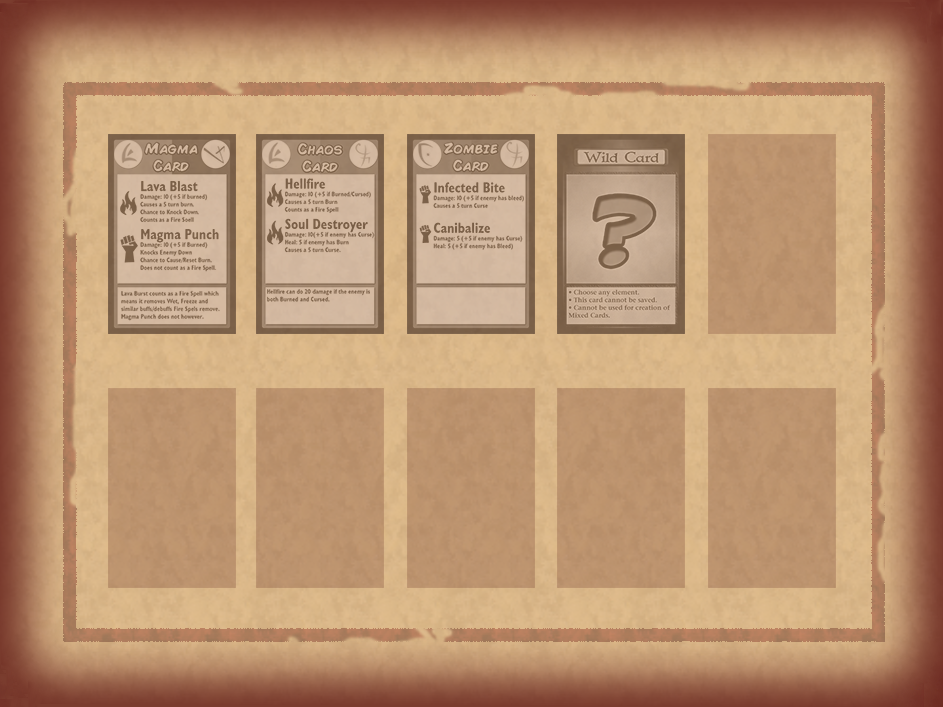 Magma
Card
Lava Blast
Damage: 10 (+5 if burned)
Causes a 5 turn burn.
Chance to Knock Down.
Counts as a Fire Spell
Magma Punch
Damage: 10 (+5 if Burned)
Knocks Enemy Down
Chance to Cause/Reset Burn.
Does not count as a Fire Spell.
Lava Burst counts as a Fire Spell which
means it removes Wet, Freeze and
similar buffs/debuffs Fire Spels remove.
Magma Punch does not however.
Chaos
Card
Hellfire
Damage: 10 (+5 if Burned/Cursed)
Causes a 5 turn Burn
Counts as a Fire Spell
Soul Destroyer
Damage: 10(+5 if enemy has Curse)
Heal: 5 if enemy has Burn
Causes a 5 turn Curse.
Hellfire can do 20 damage if the enemy is
both Burned and Cursed.
Zombie
Card
Infected Bite
Damage: 10 (+5 if enemy has bleed)
Causes a 5 turn Curse
Canibalize
Damage: 5 (+5 if enemy has Curse)
Heal: 5 (+5 if enemy has Bleed)
Wild Card
?
• Choose any element.
• This card cannot be saved.
• Cannot be used for creation of
Mixed Cards.